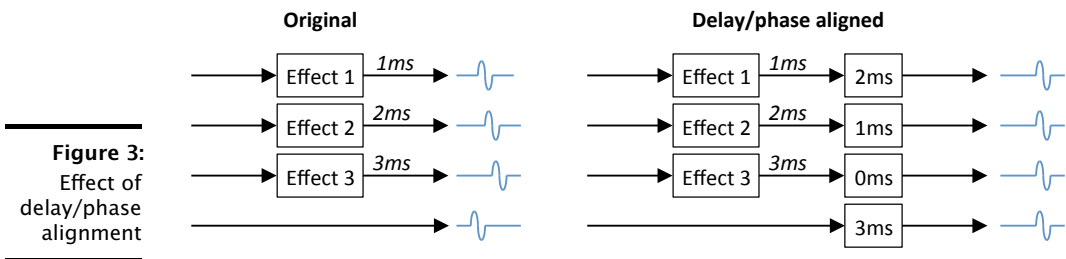 Original
Effect 1
1ms
Effect 2
2ms
Effect 3
3ms
Delay/phase aligned
Effect 1
1ms
2ms
Effect 2
2ms
1ms
Effect 3
3ms
0ms
3ms
Figure 3:
Effect of
delay/phase
alignment